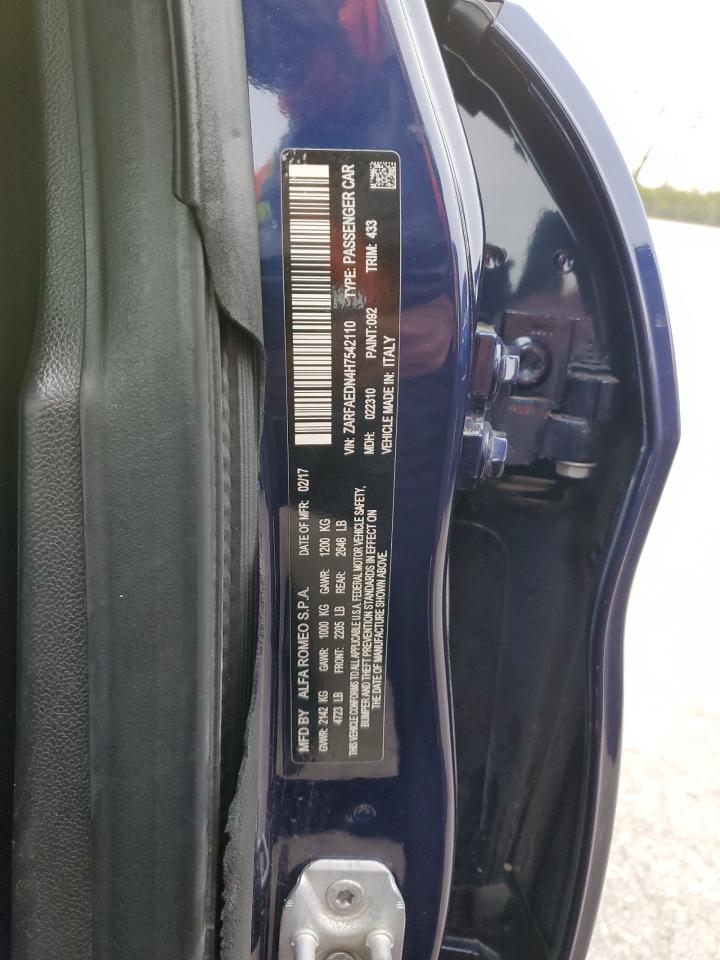 MFD BY ALFA ROMEO S.P.A. DATE OF MFR: 02/17
GVWR: 2142 KG GAWR: 1000 KG GAWR: 1200 KG
4723 LB FRONT: 2205 LB REAR: 2646 LB
THIS VEHICLE CONFORMS TO ALL APPLICABLE U.S.A. FEDERAL MOTOR VEHICLE SAFETY,
BUMPER AND THEFT PREVENTION STANDARDS IN EFFECT ON
THE DATE OF MANUFACTURE SHOWN ABOVE.
VIN: ZARFAEDN4H7542110 TYPE: PASSENGER CAR
MDH: 022310 PAINT:092 TRIM: 433
VEHICLE MADE IN: ITALY